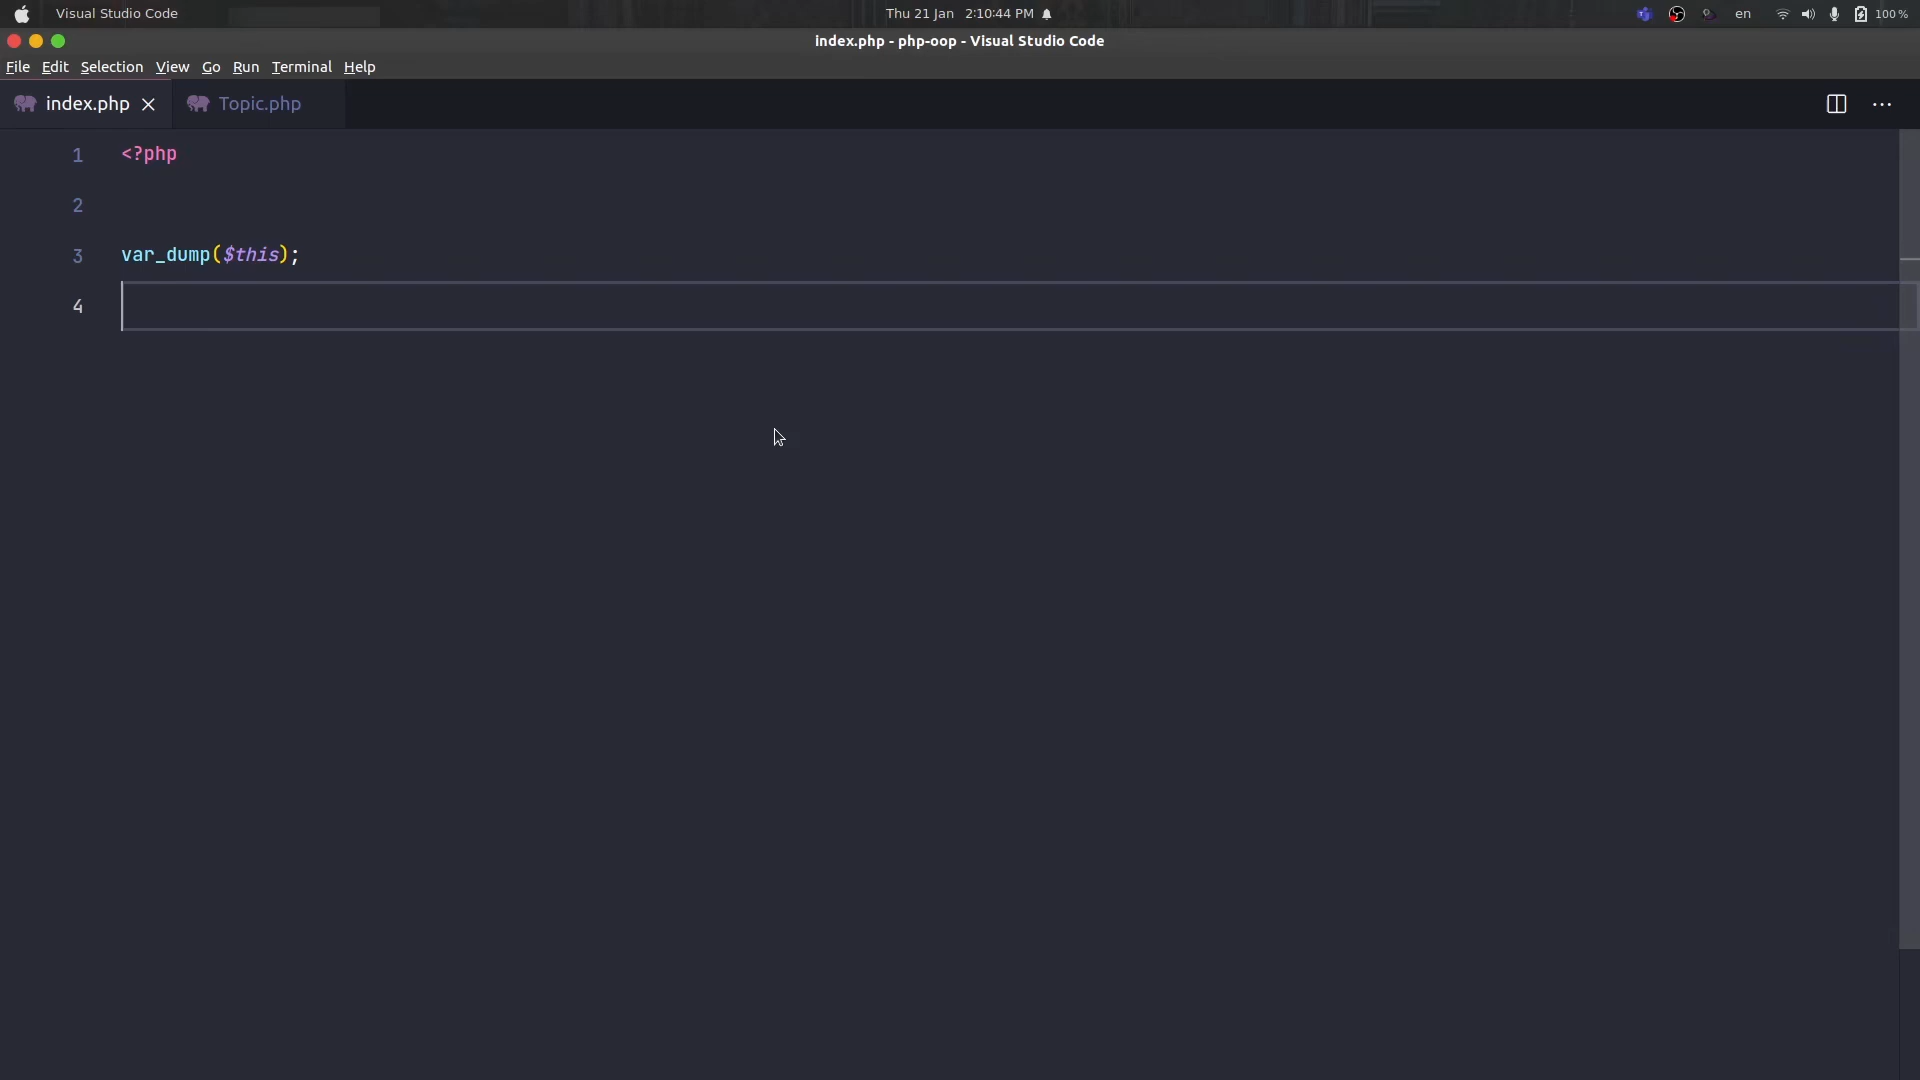 Visual Studio Code
Thu 21 Jan 2:10:44 PM
en
100 %
index.php - php-oop - Visual Studio Code
File Edit Selection View Go Run Terminal Help
index.php
Topic.php
1 <?php
2
3 var_dump($this);
4